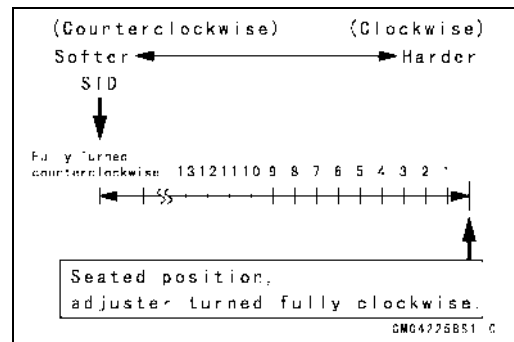 (Counterclockwise) (Clockwise)
Softer Harder
STD
Fully Turned
counterclockwise 13 12 11 10 9 8 7 6 5 4 3 2 1
Seated position,
adjuster turned fully clockwise.
GM04225BS1 C